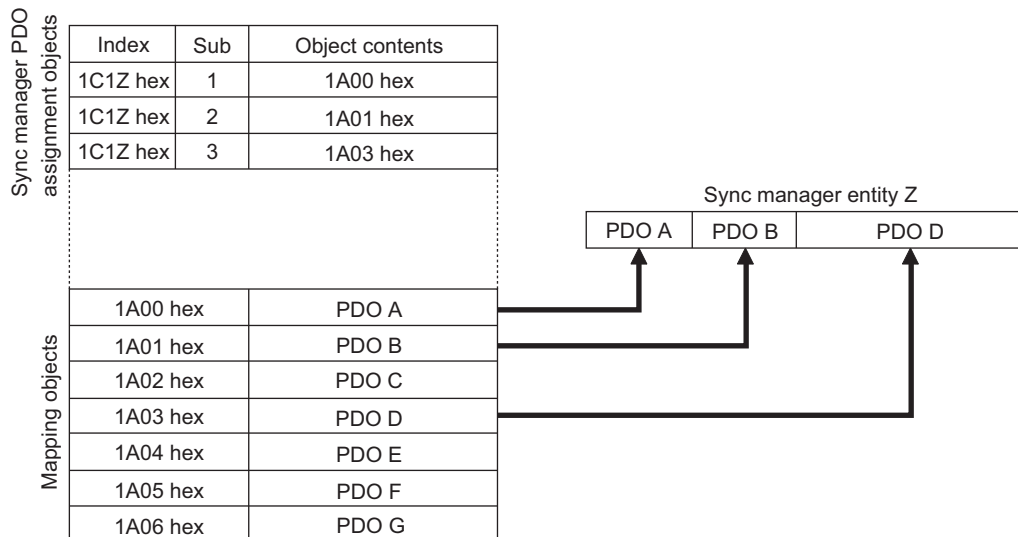 Sync manager PDO
assignment objects
Index Sub Object contents
1C1Z hex 1 1A00 hex
1C1Z hex 2 1A01 hex
1C1Z hex 3 1A03 hex
Sync manager entity Z
PDO A PDO B PDO D
Mapping objects
1A00 hex PDO A
1A01 hex PDO B
1A02 hex PDO C
1A03 hex PDO D
1A04 hex PDO E
1A05 hex PDO F
1A06 hex PDO G